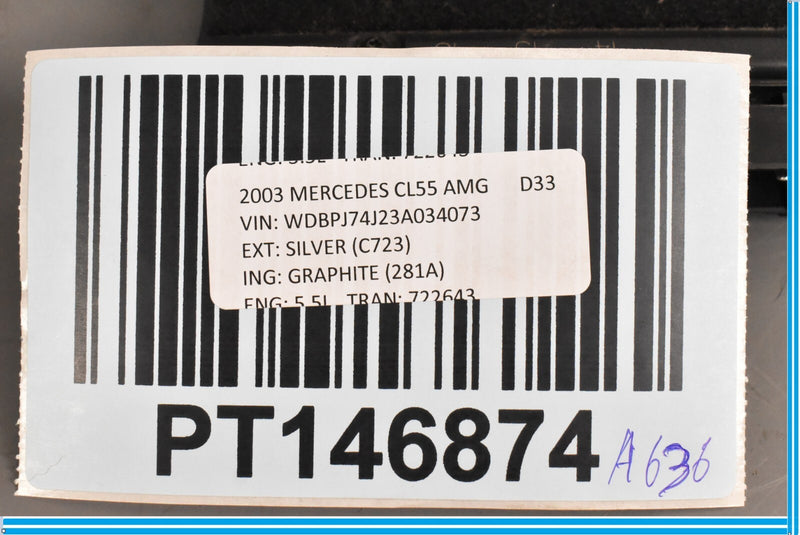 2003 MERCEDES CL55 AMG D33
VIN: WDBPJ74J23A034073
EXT: SILVER (C723)
ING: GRAPHITE (281A)
ENG: 5.5L TRAN: 722643
PT146874 A636